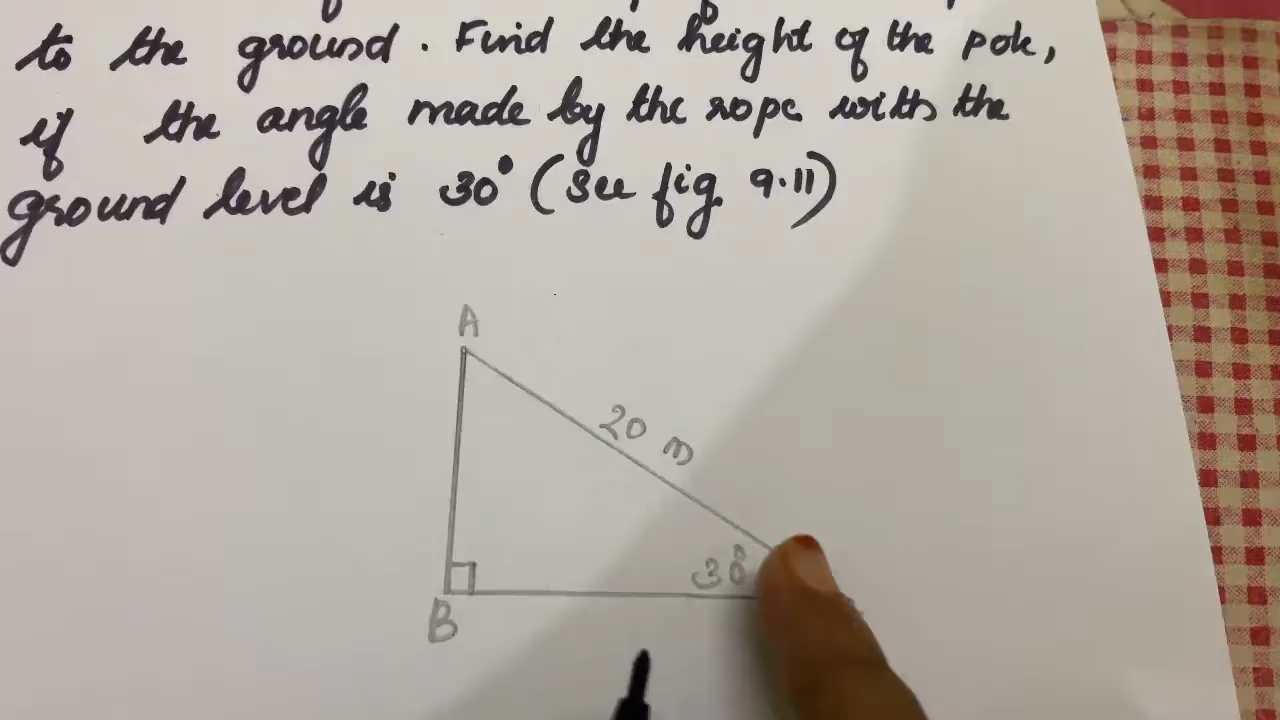 to the ground. Find the height of the pole,
if the angle made by the rope with the
ground level is 30° (See fig 9.11)
A
20 m
30°
B